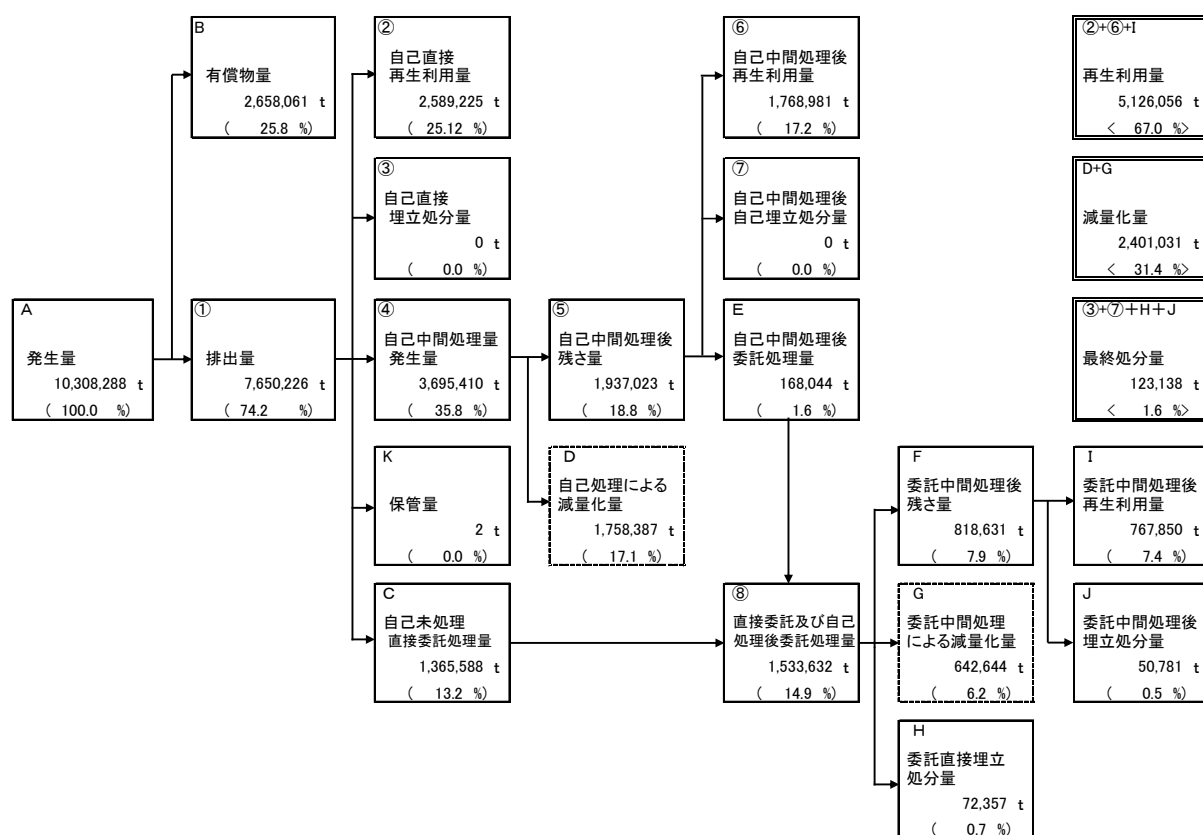 B
有償物量
2,658,061 t
( 25.8 %)
②
自己直接
再生利用量
2,589,225 t
( 25.12 %)
⑥
自己中間処理後
再生利用量
1,768,981 t
( 17.2 %)
②+⑥+I
再生利用量
5,126,056 t
< 67.0 %>
③
自己直接
埋立処分量
0 t
( 0.0 %)
⑦
自己中間処理後
自己埋立処分量
0 t
( 0.0 %)
D+G
減量化量
2,401,031 t
< 31.4 %>
A
発生量
10,308,288 t
( 100.0 %)
①
排出量
7,650,226 t
( 74.2 %)
④
自己中間処理量
発生量
3,695,410 t
( 35.8 %)
⑤
自己中間処理後
残さ量
1,937,023 t
( 18.8 %)
E
自己中間処理後
委託処理量
168,044 t
( 1.6 %)
③+⑦+H+J
最終処分量
123,138 t
< 1.6 %>
K
保管量
2 t
( 0.0 %)
D
自己処理による
減量化量
1,758,387 t
( 17.1 %)
F
委託中間処理後
残さ量
818,631 t
( 7.9 %)
I
委託中間処理後
再生利用量
767,850 t
( 7.4 %)
C
自己未処理
直接委託処理量
1,365,588 t
( 13.2 %)
⑧
直接委託及び自己
処理後委託処理量
1,533,632 t
( 14.9 %)
G
委託中間処理
による減量化量
642,644 t
( 6.2 %)
J
委託中間処理後
埋立処分量
50,781 t
( 0.5 %)
H
委託直接埋立
処分量
72,357 t
( 0.7 %)